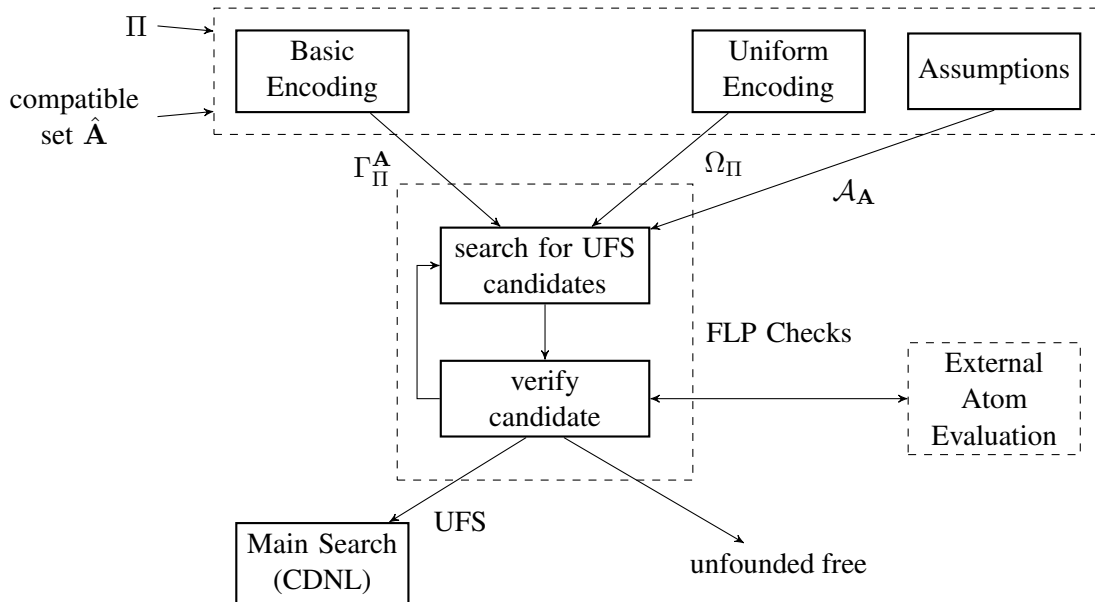 Π
Basic
Encoding
Uniform
Encoding
Assumptions
compatible
set Â
Γ_Π^A
Ω_Π
𝒜_A
search for UFS
candidates
FLP Checks
verify
candidate
External
Atom
Evaluation
UFS
Main Search
(CDNL)
unfounded free